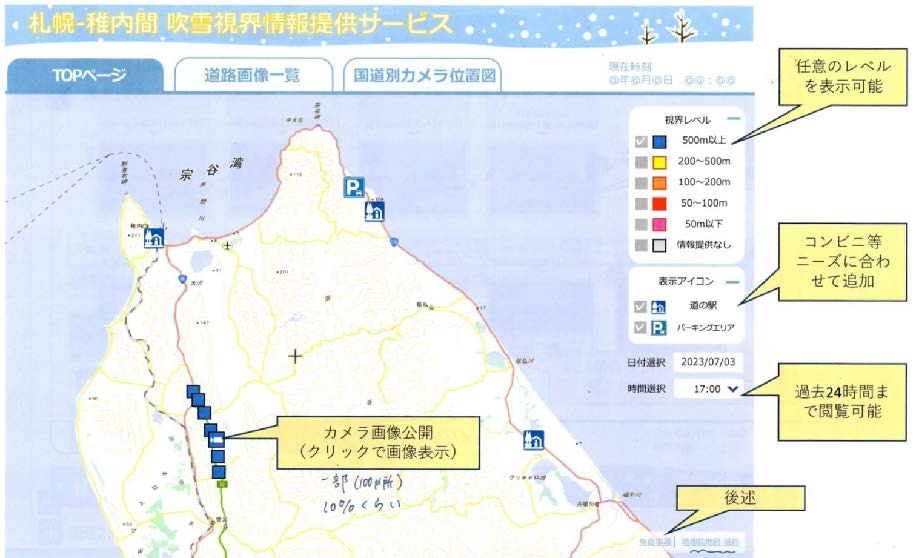 札幌-稚内間 吹雪視界情報提供サービス
TOPページ
道路画像一覧
国道別カメラ位置図
現在時刻
@年@月@日 @@:@@
任意のレベル
を表示可能
視界レベル
500m以上
200~500m
100~200m
50~100m
50m以下
情報提供なし
コンビニ等
ニーズに合わ
せて追加
表示アイコン
道の駅
パーキングエリア
日付選択 2023/07/03
時間選択 17:00
過去24時間ま
で閲覧可能
宗谷湾
カメラ画像公開
(クリックで画像表示)
一部(100ヶ所)
10%くらい
後述
免責事項